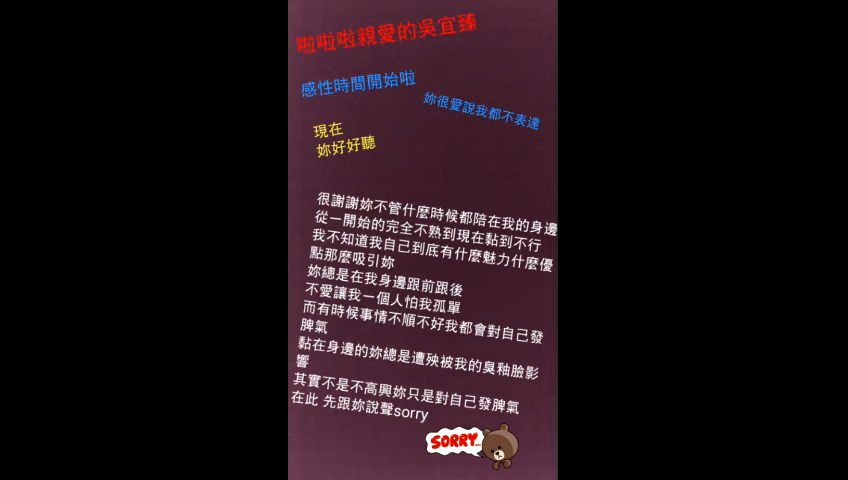 啦啦啦親愛的吳宜臻
感性時間開始啦
妳很愛說我都不表達
現在
妳好好聽
很謝謝妳不管什麼時候都陪在我的身邊
從一開始的完全不熟到現在黏到不行
我不知道我自己到底有什麼魅力什麼優
點那麼吸引妳
妳總是在我身邊跟前跟後
不愛讓我一個人怕我孤單
而有時候事情不順不好我都會對自己發
脾氣
黏在身邊的妳總是遭殃被我的臭釉臉影
響
其實不是不高興妳只是對自己發脾氣
在此 先跟妳說聲sorry
SORRY...